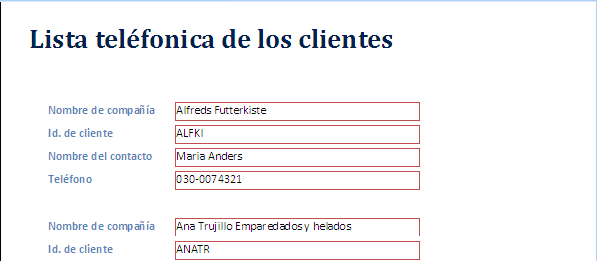 Lista teléfonica de los clientes
Nombre de compañía Alfreds Futterkiste
Id. de cliente ALFKI
Nombre del contacto Maria Anders
Teléfono 030-0074321
Nombre de compañía Ana Trujillo Emparedados y helados
Id. de cliente ANATR